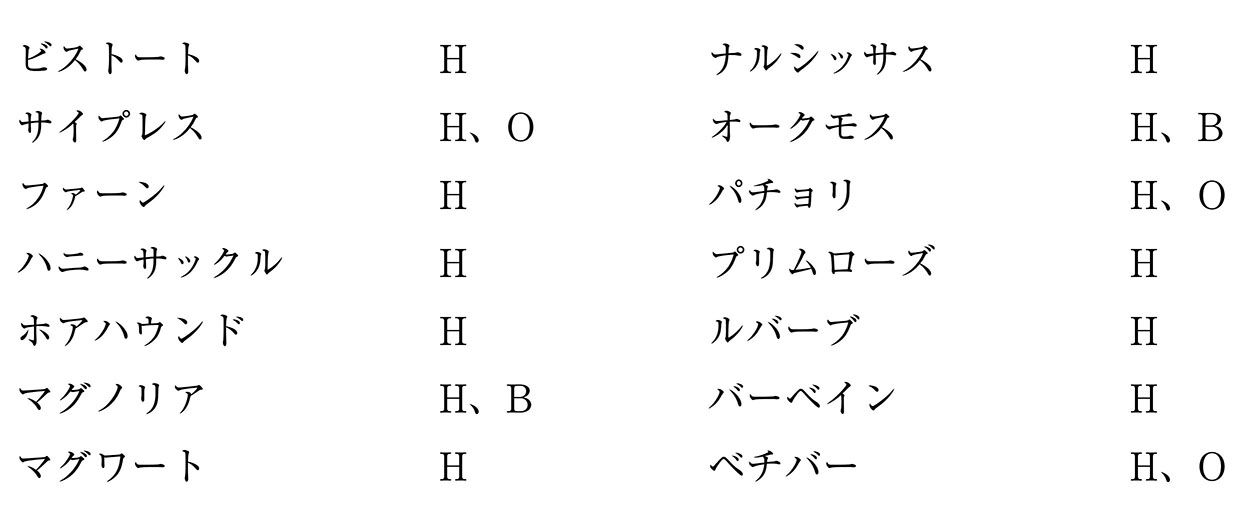 ビストート H ナルシッサス H
サイプレス H、O オークモス H、B
ファーン H パチョリ H、O
ハニーサックル H プリムローズ H
ホアハウンド H ルバーブ H
マグノリア H、B バーベイン H
マグワート H ベチバー H、O